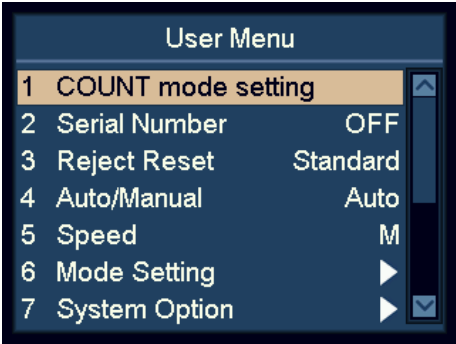 User Menu
1 COUNT mode setting
2 Serial Number OFF
3 Reject Reset Standard
4 Auto/Manual Auto
5 Speed M
6 Mode Setting
7 System Option